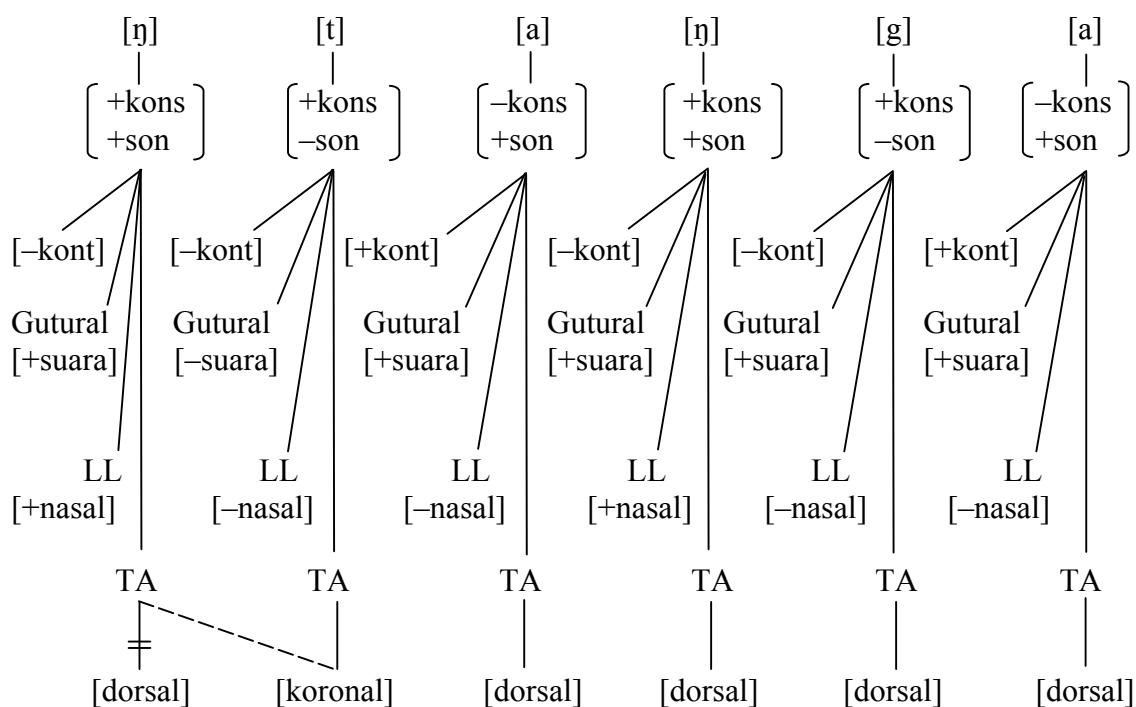 [ŋ] [t] [a] [ŋ] [g] [a]
+kons +kons –kons +kons +kons –kons
+son –son +son +son –son +son
[–kont] [–kont] [+kont] [–kont] [–kont] [+kont]
Gutural Gutural Gutural Gutural Gutural Gutural
[+suara] [–suara] [+suara] [+suara] [+suara] [+suara]
LL LL LL LL LL LL
[+nasal] [–nasal] [–nasal] [+nasal] [–nasal] [–nasal]
TA TA TA TA TA TA
[dorsal] [koronal] [dorsal] [dorsal] [dorsal] [dorsal]